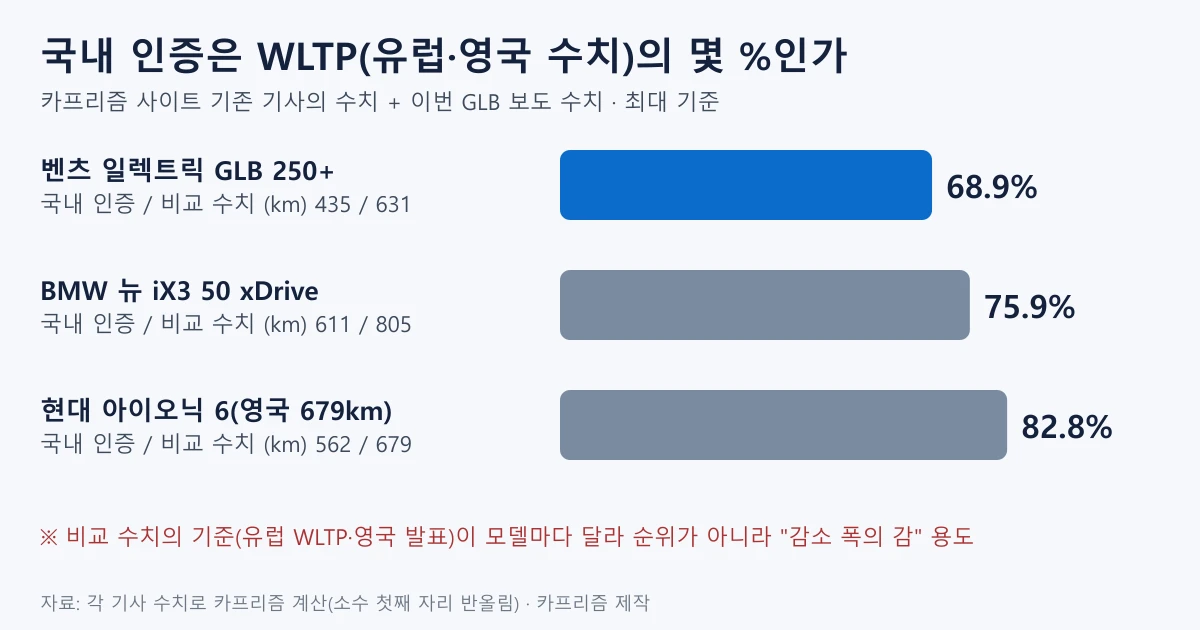 국내 인증은 WLTP(유럽·영국 수치)의 몇 %인가
카프리즘 사이트 기존 기사의 수치 + 이번 GLB 보도 수치 · 최대 기준
벤츠 일렉트릭 GLB 250+
국내 인증 / 비교 수치 (km) 435 / 631
68.9%
BMW 뉴 iX3 50 xDrive
국내 인증 / 비교 수치 (km) 611 / 805
75.9%
현대 아이오닉 6(영국 679km)
국내 인증 / 비교 수치 (km) 562 / 679
82.8%
※ 비교 수치의 기준(유럽 WLTP·영국 발표)이 모델마다 달라 순위가 아니라 "감소 폭의 감" 용도
자료: 각 기사 수치로 카프리즘 계산(소수 첫째 자리 반올림) · 카프리즘 제작